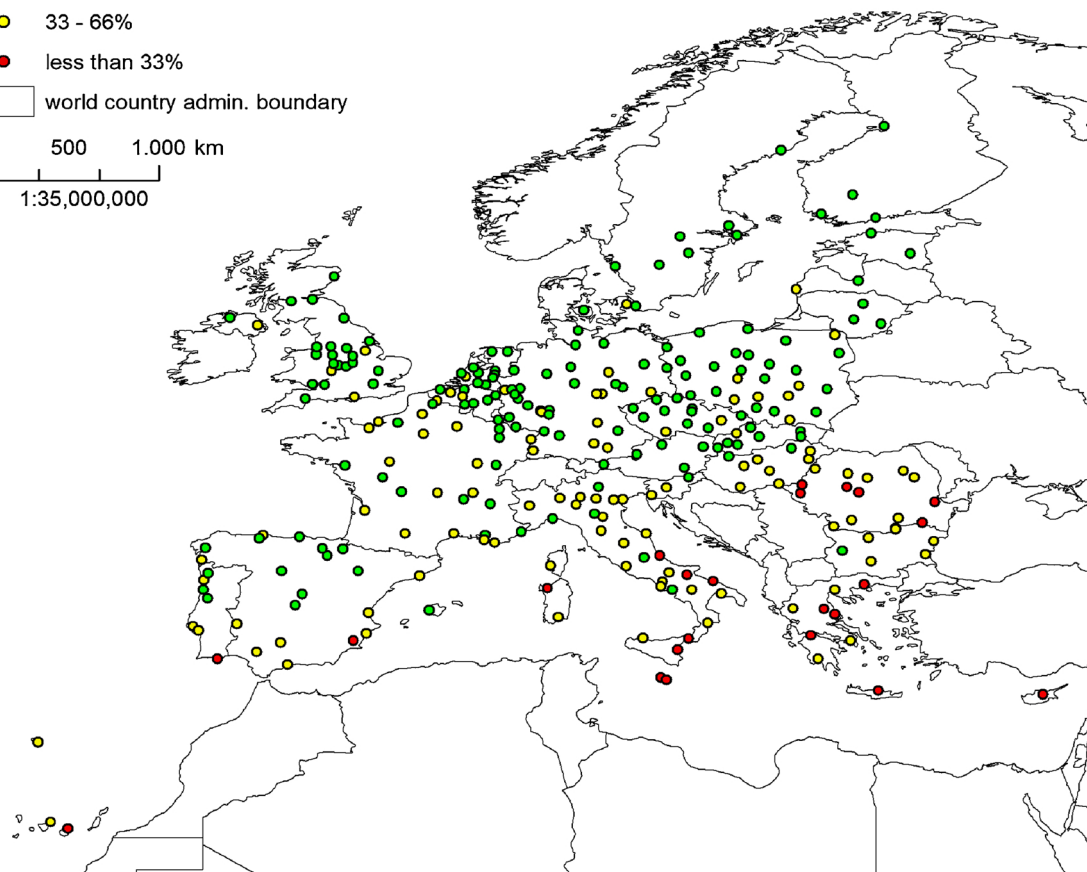 33 - 66%
less than 33%
world country admin. boundary
500 1.000 km
1:35,000,000